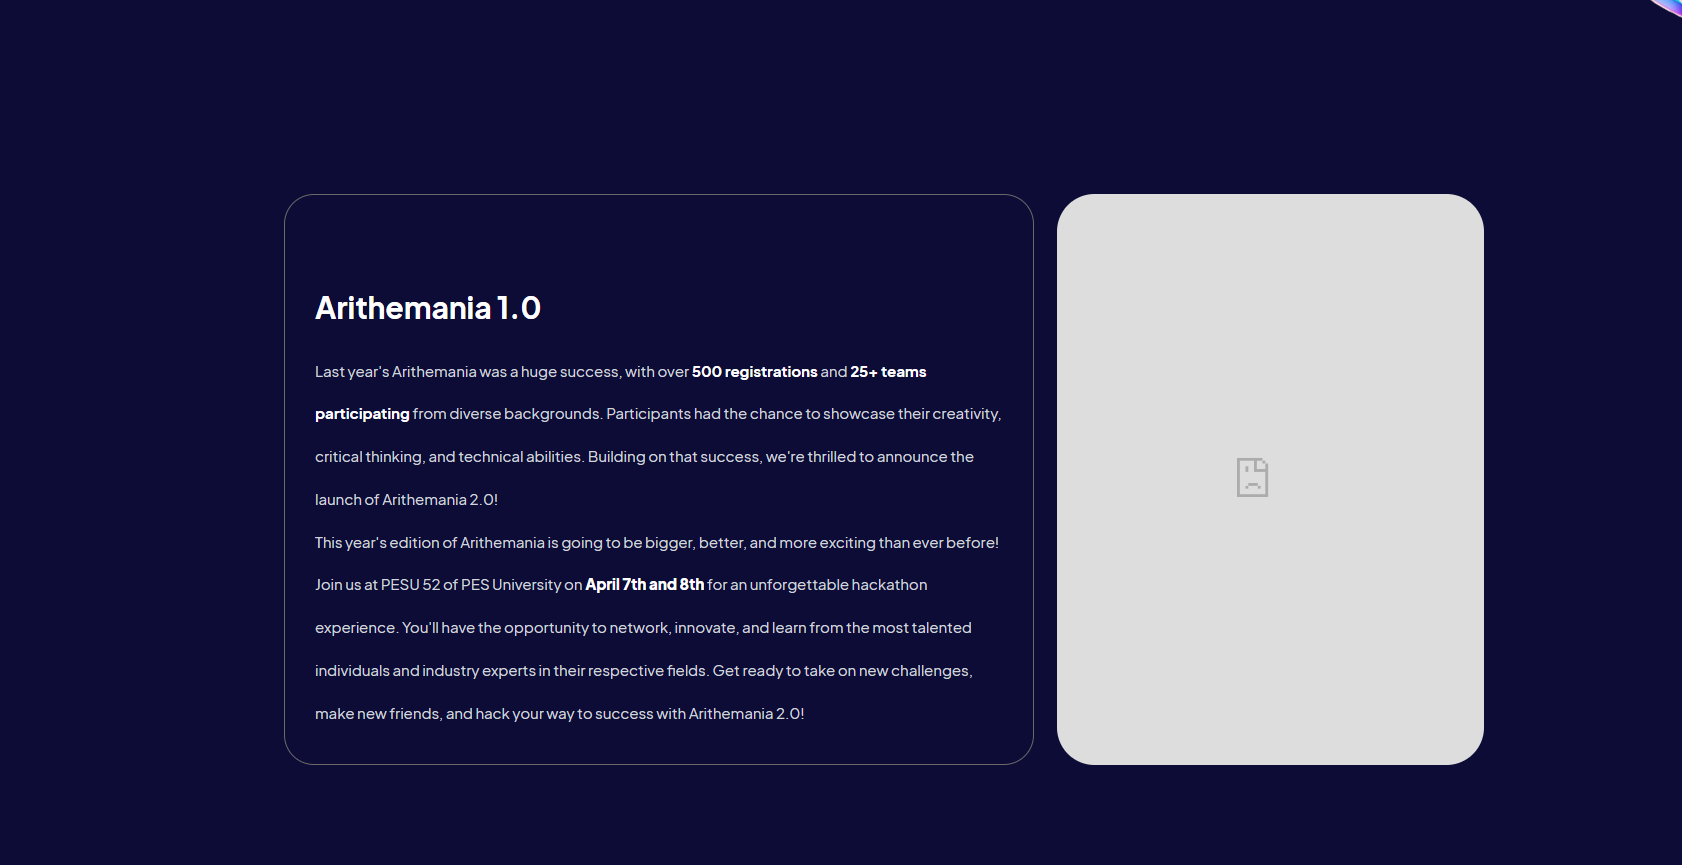 Arithemania 1.0
Last year's Arithemania was a huge success, with over 500 registrations and 25+ teams
participating from diverse backgrounds. Participants had the chance to showcase their creativity,
critical thinking, and technical abilities. Building on that success, we're thrilled to announce the
launch of Arithemania 2.0!
This year's edition of Arithemania is going to be bigger, better, and more exciting than ever before!
Join us at PESU 52 of PES University on April 7th and 8th for an unforgettable hackathon
experience. You'll have the opportunity to network, innovate, and learn from the most talented
individuals and industry experts in their respective fields. Get ready to take on new challenges,
make new friends, and hack your way to success with Arithemania 2.0!